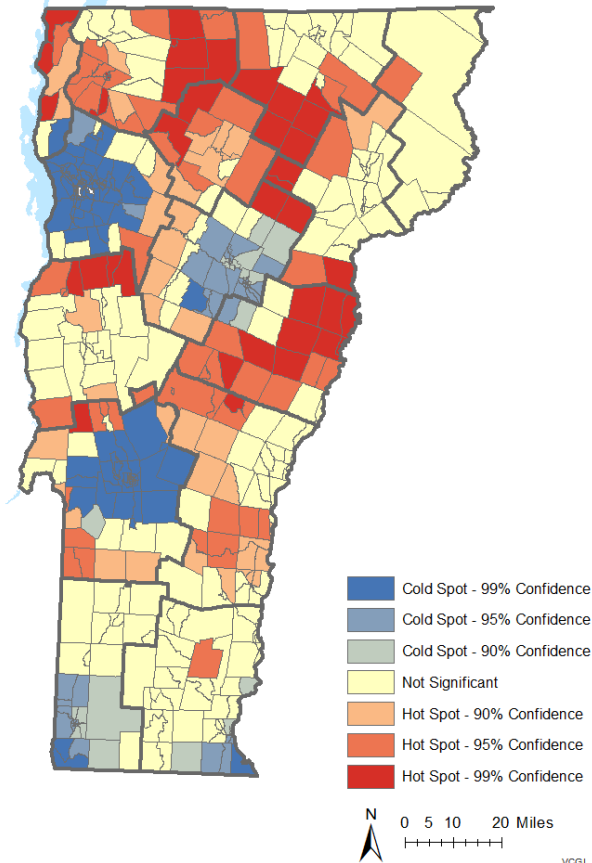 Cold Spot - 99% Confidence
Cold Spot - 95% Confidence
Cold Spot - 90% Confidence
Not Significant
Hot Spot - 90% Confidence
Hot Spot - 95% Confidence
Hot Spot - 99% Confidence
N
0 5 10 20 Miles